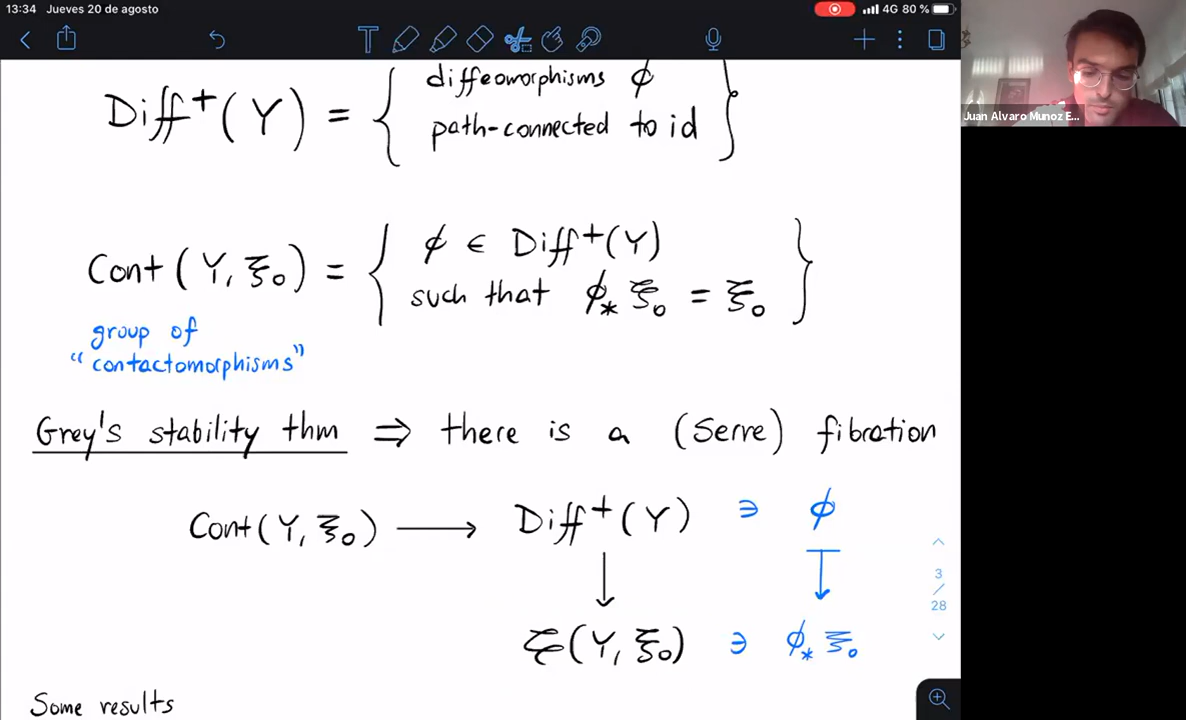 13:34 Jueves 20 de agosto
4G 80 %
Diff⁺(Y) = { diffeomorphisms ϕ
path-connected to id }
Cont (Y, ξ₀) = { ϕ ∈ Diff⁺(Y)
such that ϕ_* ξ₀ = ξ₀ }
group of
"contactomorphisms"
Grey's stability thm ⇒ there is a (Serre) fibration
Cont(Y, ξ₀) ⟶ Diff⁺(Y) ∋ ϕ
↓ ↧
ξ(Y, ξ₀) ∋ ϕ_* ξ₀
Some results
3
/
28
Juan Alvaro Munoz E...